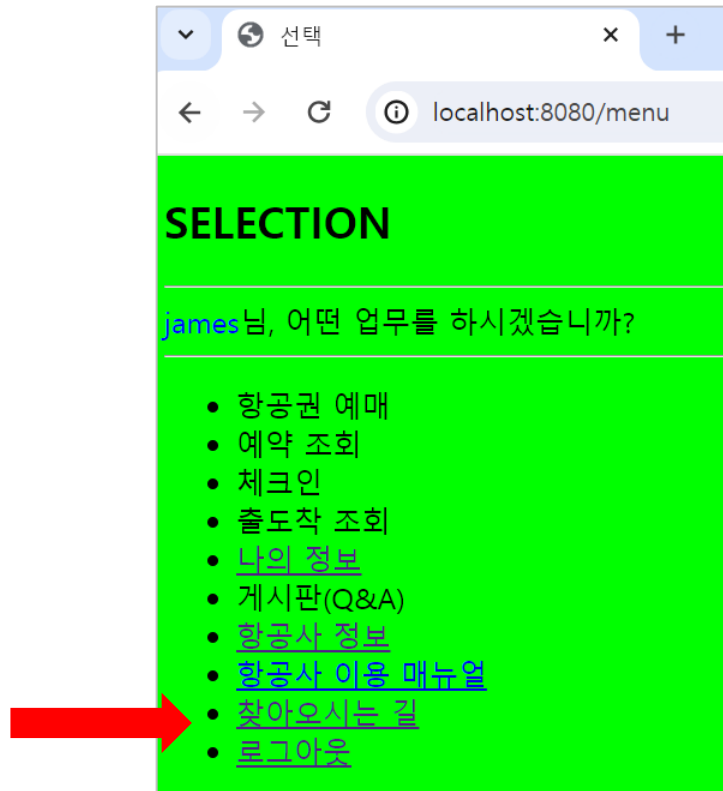 선택
localhost:8080/menu
SELECTION
james님, 어떤 업무를 하시겠습니까?
항공권 예매
예약 조회
체크인
출도착 조회
나의 정보
게시판(Q&A)
항공사 정보
항공사 이용 매뉴얼
찾아오시는 길
로그아웃